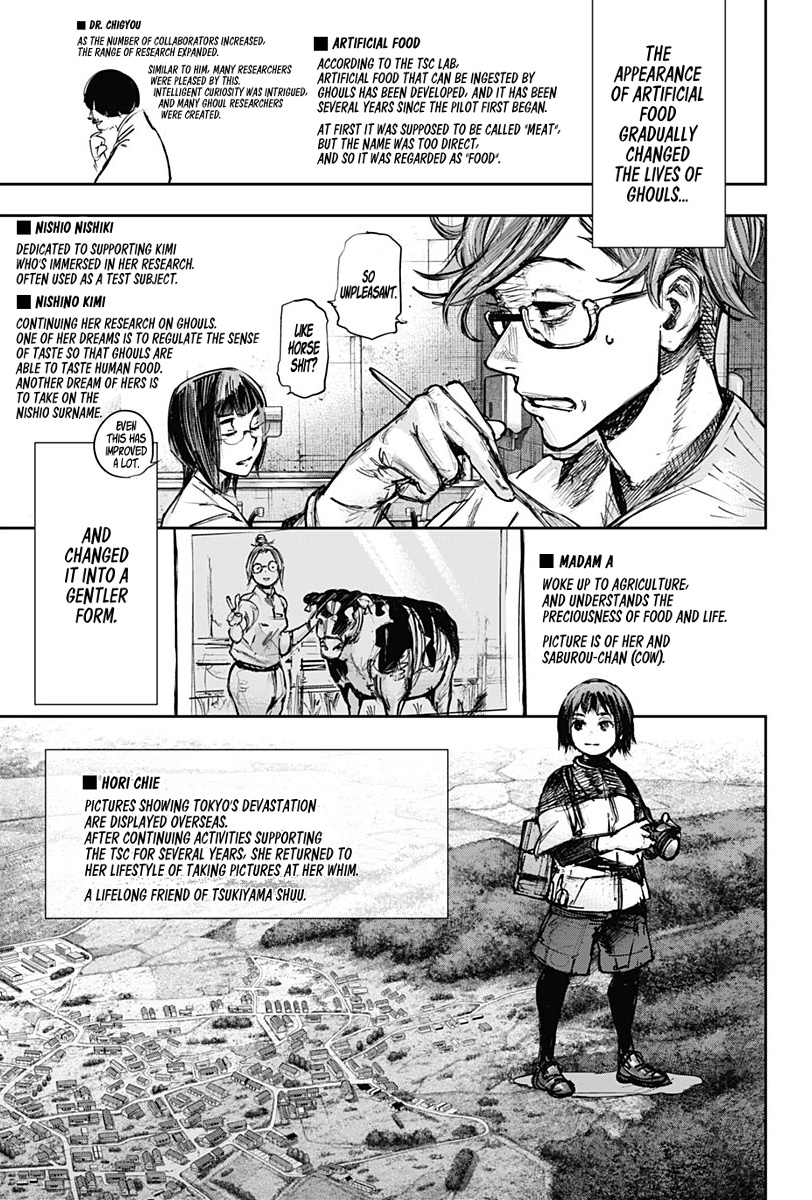 THE
APPEARANCE
OF ARTIFICIAL
FOOD
GRADUALLY
CHANGED
THE LIVES OF
GHOULS...
■ ARTIFICIAL FOOD
ACCORDING TO THE TSC LAB,
ARTIFICIAL FOOD THAT CAN BE INGESTED BY
GHOULS HAS BEEN DEVELOPED, AND IT HAS BEEN
SEVERAL YEARS SINCE THE PILOT FIRST BEGAN.
AT FIRST IT WAS SUPPOSED TO BE CALLED "MEAT",
BUT THE NAME WAS TOO DIRECT,
AND SO IT WAS REGARDED AS "FOOD".
■ DR. CHIGYOU
AS THE NUMBER OF COLLABORATORS INCREASED,
THE RANGE OF RESEARCH EXPANDED.
SIMILAR TO HIM, MANY RESEARCHERS
WERE PLEASED BY THIS.
INTELLIGENT CURIOSITY WAS INTRIGUED,
AND MANY GHOUL RESEARCHERS
WERE CREATED.
SO
UNPLEASANT.
LIKE
HORSE
SHIT?
■ NISHIO NISHIKI
DEDICATED TO SUPPORTING KIMI
WHO'S IMMERSED IN HER RESEARCH.
OFTEN USED AS A TEST SUBJECT.
■ NISHINO KIMI
CONTINUING HER RESEARCH ON GHOULS.
ONE OF HER DREAMS IS TO REGULATE THE SENSE
OF TASTE SO THAT GHOULS ARE
ABLE TO TASTE HUMAN FOOD.
ANOTHER DREAM OF HERS IS
TO TAKE ON THE
NISHIO SURNAME.
EVEN
THIS HAS
IMPROVED
A LOT.
■ MADAM A
WOKE UP TO AGRICULTURE,
AND UNDERSTANDS THE
PRECIOUSNESS OF FOOD AND LIFE.
PICTURE IS OF HER AND
SABUROU-CHAN (COW).
AND
CHANGED
IT INTO A
GENTLER
FORM.
■ HORI CHIE
PICTURES SHOWING TOKYO'S DEVASTATION
ARE DISPLAYED OVERSEAS.
AFTER CONTINUING ACTIVITIES SUPPORTING
THE TSC FOR SEVERAL YEARS, SHE RETURNED TO
HER LIFESTYLE OF TAKING PICTURES AT HER WHIM.
A LIFELONG FRIEND OF TSUKIYAMA SHUU.